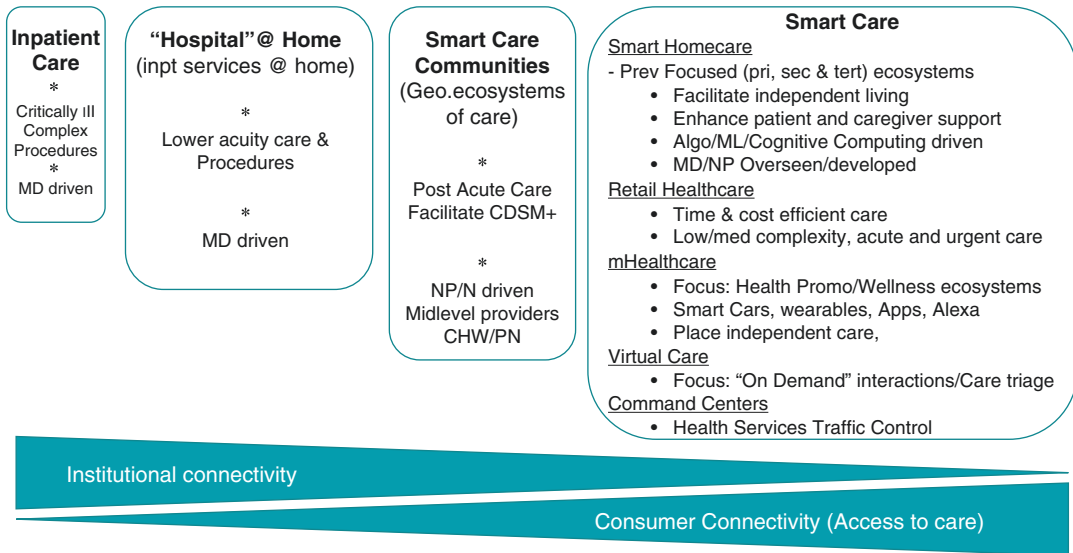 Inpatient
Care
*
Critically ill
Complex
Procedures
*
MD driven
“Hospital”@ Home
(inpt services @ home)
*
Lower acuity care &
Procedures
*
MD driven
Smart Care
Communities
(Geo.ecosystems
of care)
*
Post Acute Care
Facilitate CDSM+
*
NP/N driven
Midlevel providers
CHW/PN
Smart Care
Smart Homecare
- Prev Focused (pri, sec & tert) ecosystems
• Facilitate independent living
• Enhance patient and caregiver support
• Algo/ML/Cognitive Computing driven
• MD/NP Overseen/developed
Retail Healthcare
• Time & cost efficient care
• Low/med complexity, acute and urgent care
mHealthcare
• Focus: Health Promo/Wellness ecosystems
• Smart Cars, wearables, Apps, Alexa
• Place independent care,
Virtual Care
• Focus: “On Demand” interactions/Care triage
Command Centers
• Health Services Traffic Control
Institutional connectivity
Consumer Connectivity (Access to care)